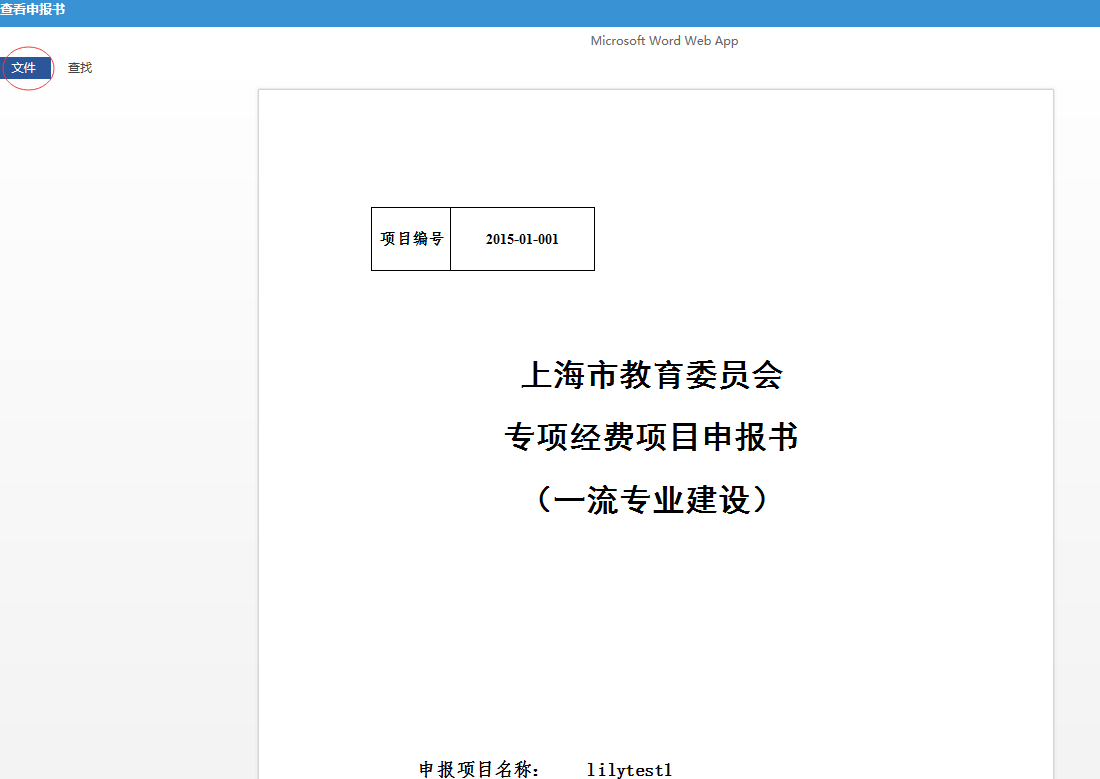 查看申报书
Microsoft Word Web App
文件 查找
项目编号 2015-01-001
上海市教育委员会
专项经费项目申报书
（一流专业建设）
申报项目名称： lilytest1